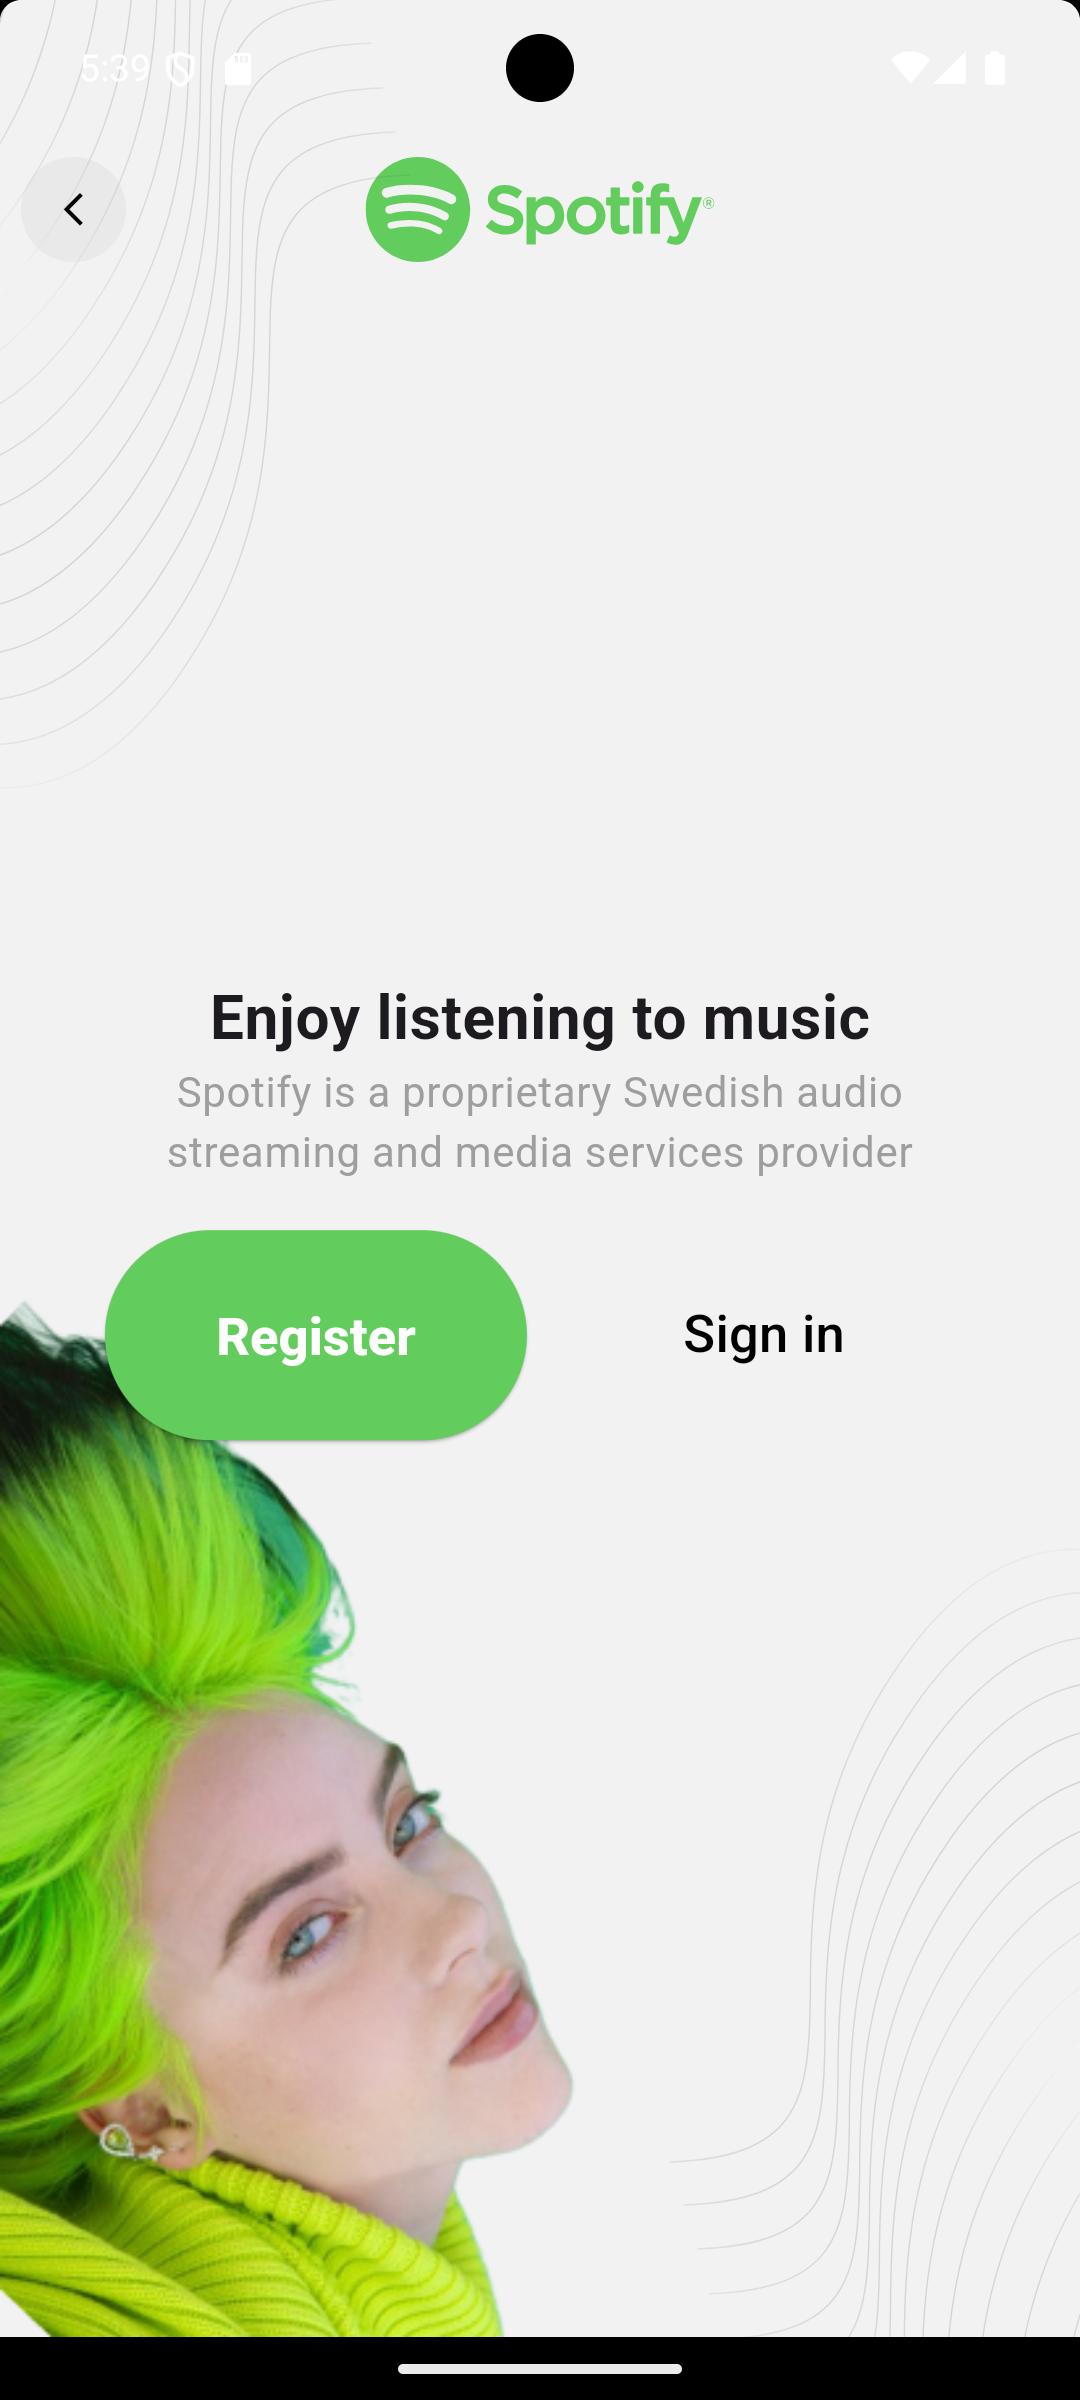 5:39
Spotify®
Enjoy listening to music
Spotify is a proprietary Swedish audio
streaming and media services provider
Register
Sign in